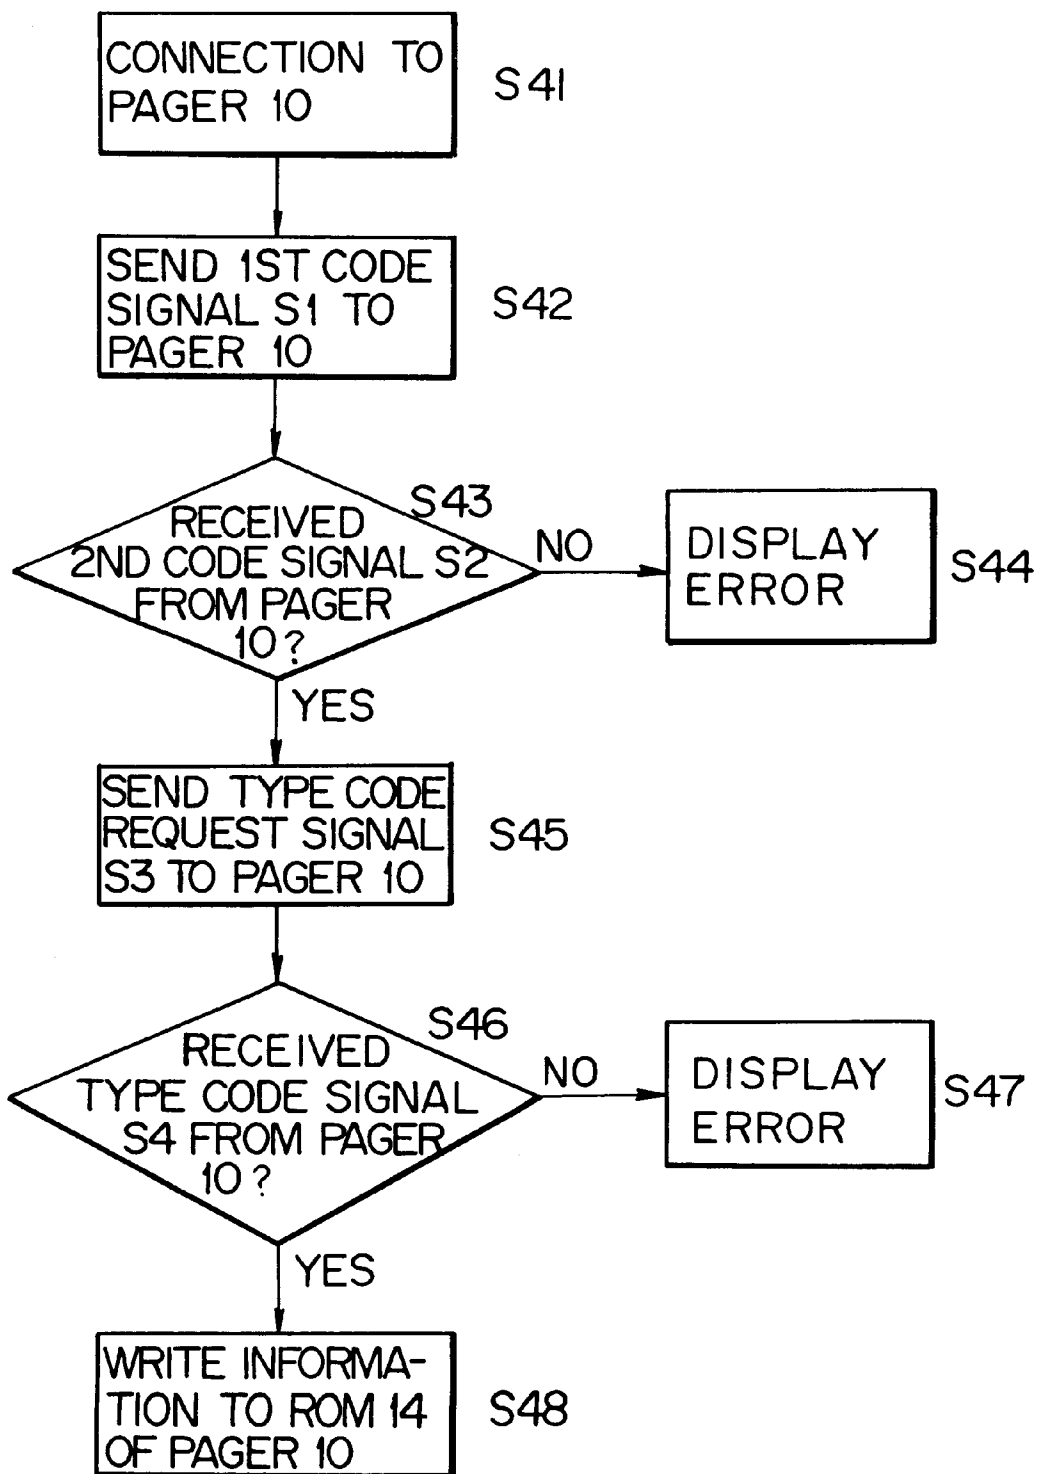 CONNECTION TO
PAGER 10
S41
SEND 1ST CODE
SIGNAL S1 TO
PAGER 10
S42
S43
RECEIVED
2ND CODE SIGNAL S2
FROM PAGER
10?
NO
DISPLAY
ERROR
S44
YES
SEND TYPE CODE
REQUEST SIGNAL
S3 TO PAGER 10
S45
S46
RECEIVED
TYPE CODE SIGNAL
S4 FROM PAGER
10?
NO
DISPLAY
ERROR
S47
YES
WRITE INFORMA-
TION TO ROM 14
OF PAGER 10
S48